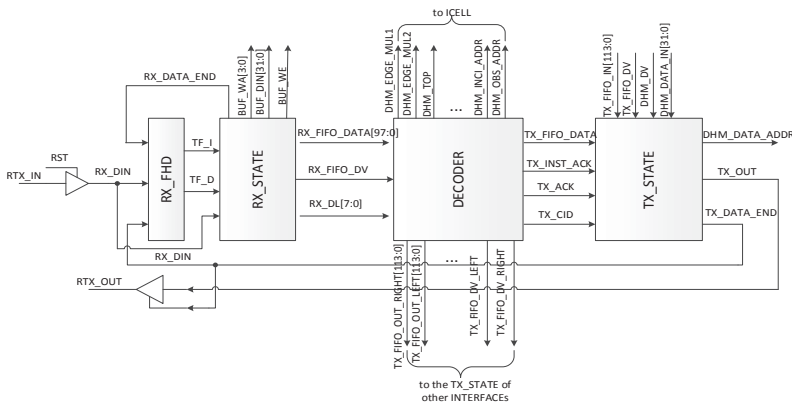 to ICELL
RX_DATA_END
BUF_WA[3:0]
BUF_DIN[31:0]
BUF_WE
DHM_EDGE_MUL1
DHM_EDGE_MUL2
DHM_TOP
...
DHM_INCI_ADDR
DHM_OBS_ADDR
TX_FIFO_IN[113:0]
TX_FIFO_DV
DHM_DV
DHM_DATA_IN[31:0]
RST
RTX_IN
RX_DIN
RX_FHD
TF_I
TF_D
RX_STATE
RX_FIFO_DATA[97:0]
RX_FIFO_DV
RX_DL[7:0]
DECODER
TX_FIFO_DATA
TX_INST_ACK
TX_ACK
TX_CID
TX_STATE
DHM_DATA_ADDR
TX_OUT
TX_DATA_END
RX_DIN
RTX_OUT
TX_FIFO_OUT_RIGHT[113:0]
TX_FIFO_OUT_LEFT[113:0]
...
TX_FIFO_DV_LEFT
TX_FIFO_DV_RIGHT
to the TX_STATE of
other INTERFACEs